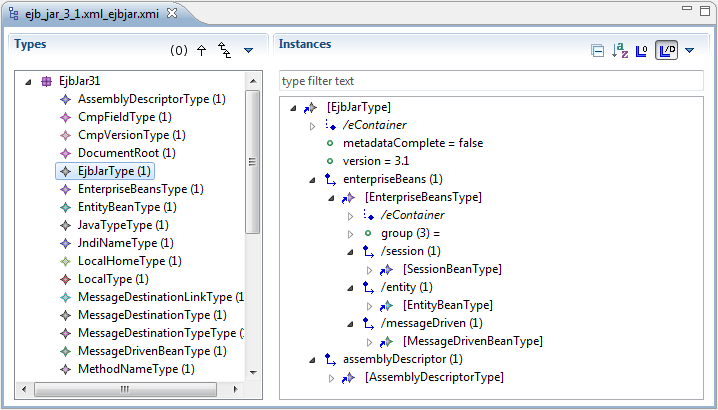 ejb_jar_3_1.xml_ejbjar.xmi
Types
(0)
EjbJar31
AssemblyDescriptorType (1)
CmpFieldType (1)
CmpVersionType (1)
DocumentRoot (1)
EjbJarType (1)
EnterpriseBeansType (1)
EntityBeanType (1)
JavaTypeType (1)
JndiNameType (1)
LocalHomeType (1)
LocalType (1)
MessageDestinationLinkType (1
MessageDestinationType (1)
MessageDestinationTypeType (1
MessageDrivenBeanType (1)
MethodNameType (1)
Instances
type filter text
[EjbJarType]
/eContainer
metadataComplete = false
version = 3.1
enterpriseBeans (1)
[EnterpriseBeansType]
/eContainer
group (3) =
/session (1)
[SessionBeanType]
/entity (1)
[EntityBeanType]
/messageDriven (1)
[MessageDrivenBeanType]
assemblyDescriptor (1)
[AssemblyDescriptorType]